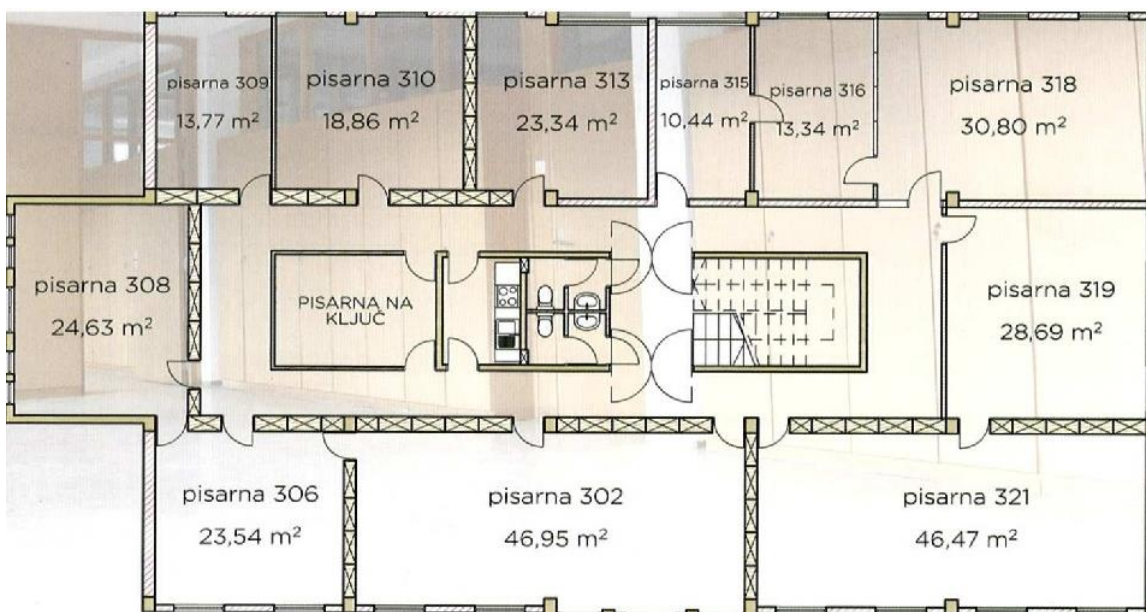 pisarna 309
13,77 m²
pisarna 310
18,86 m²
pisarna 313
23,34 m²
pisarna 315
10,44 m²
pisarna 316
13,34 m²
pisarna 318
30,80 m²
pisarna 308
24,63 m²
PISARNA NA
KLJUČ
pisarna 319
28,69 m²
pisarna 306
23,54 m²
pisarna 302
46,95 m²
pisarna 321
46,47 m²